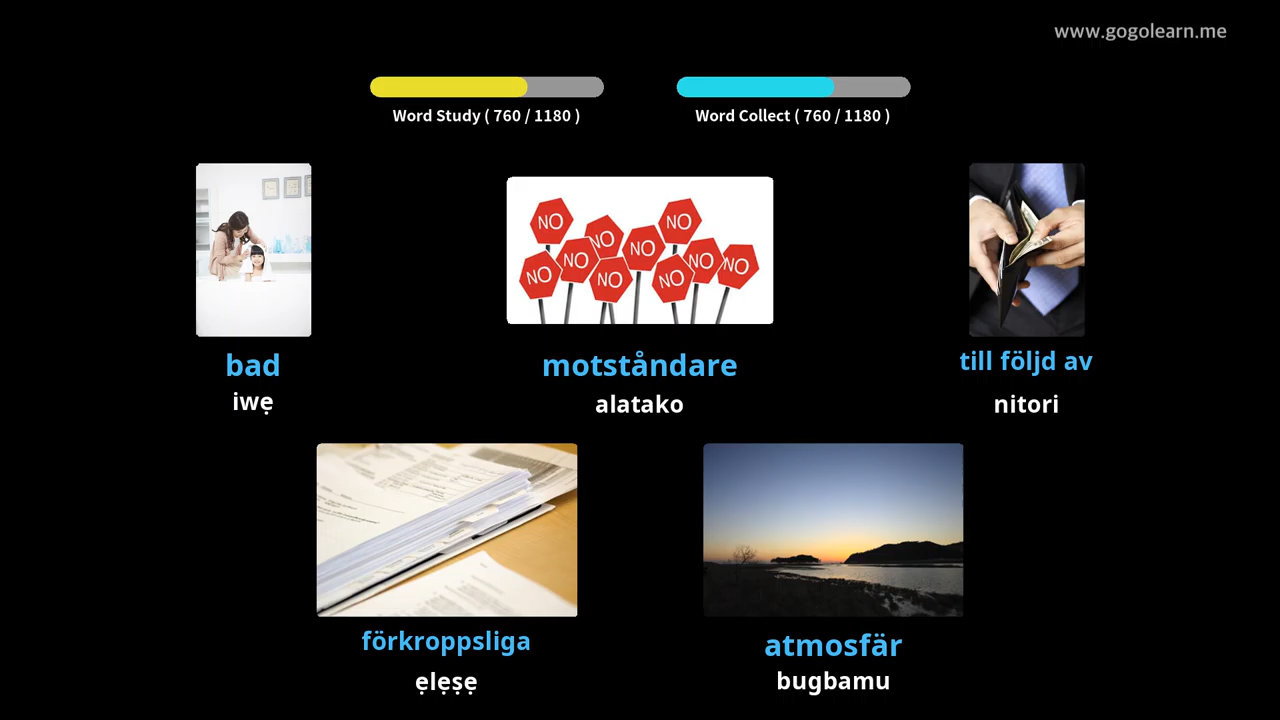 www.gogolearn.me
Word Study ( 760 / 1180 )
Word Collect ( 760 / 1180 )
NO
NO
NO
NO
NO
NO
NO
NO
NO
NO
bad
iwẹ
motståndare
alatako
till följd av
nitori
förkroppsliga
ẹlẹṣẹ
atmosfär
bugbamu